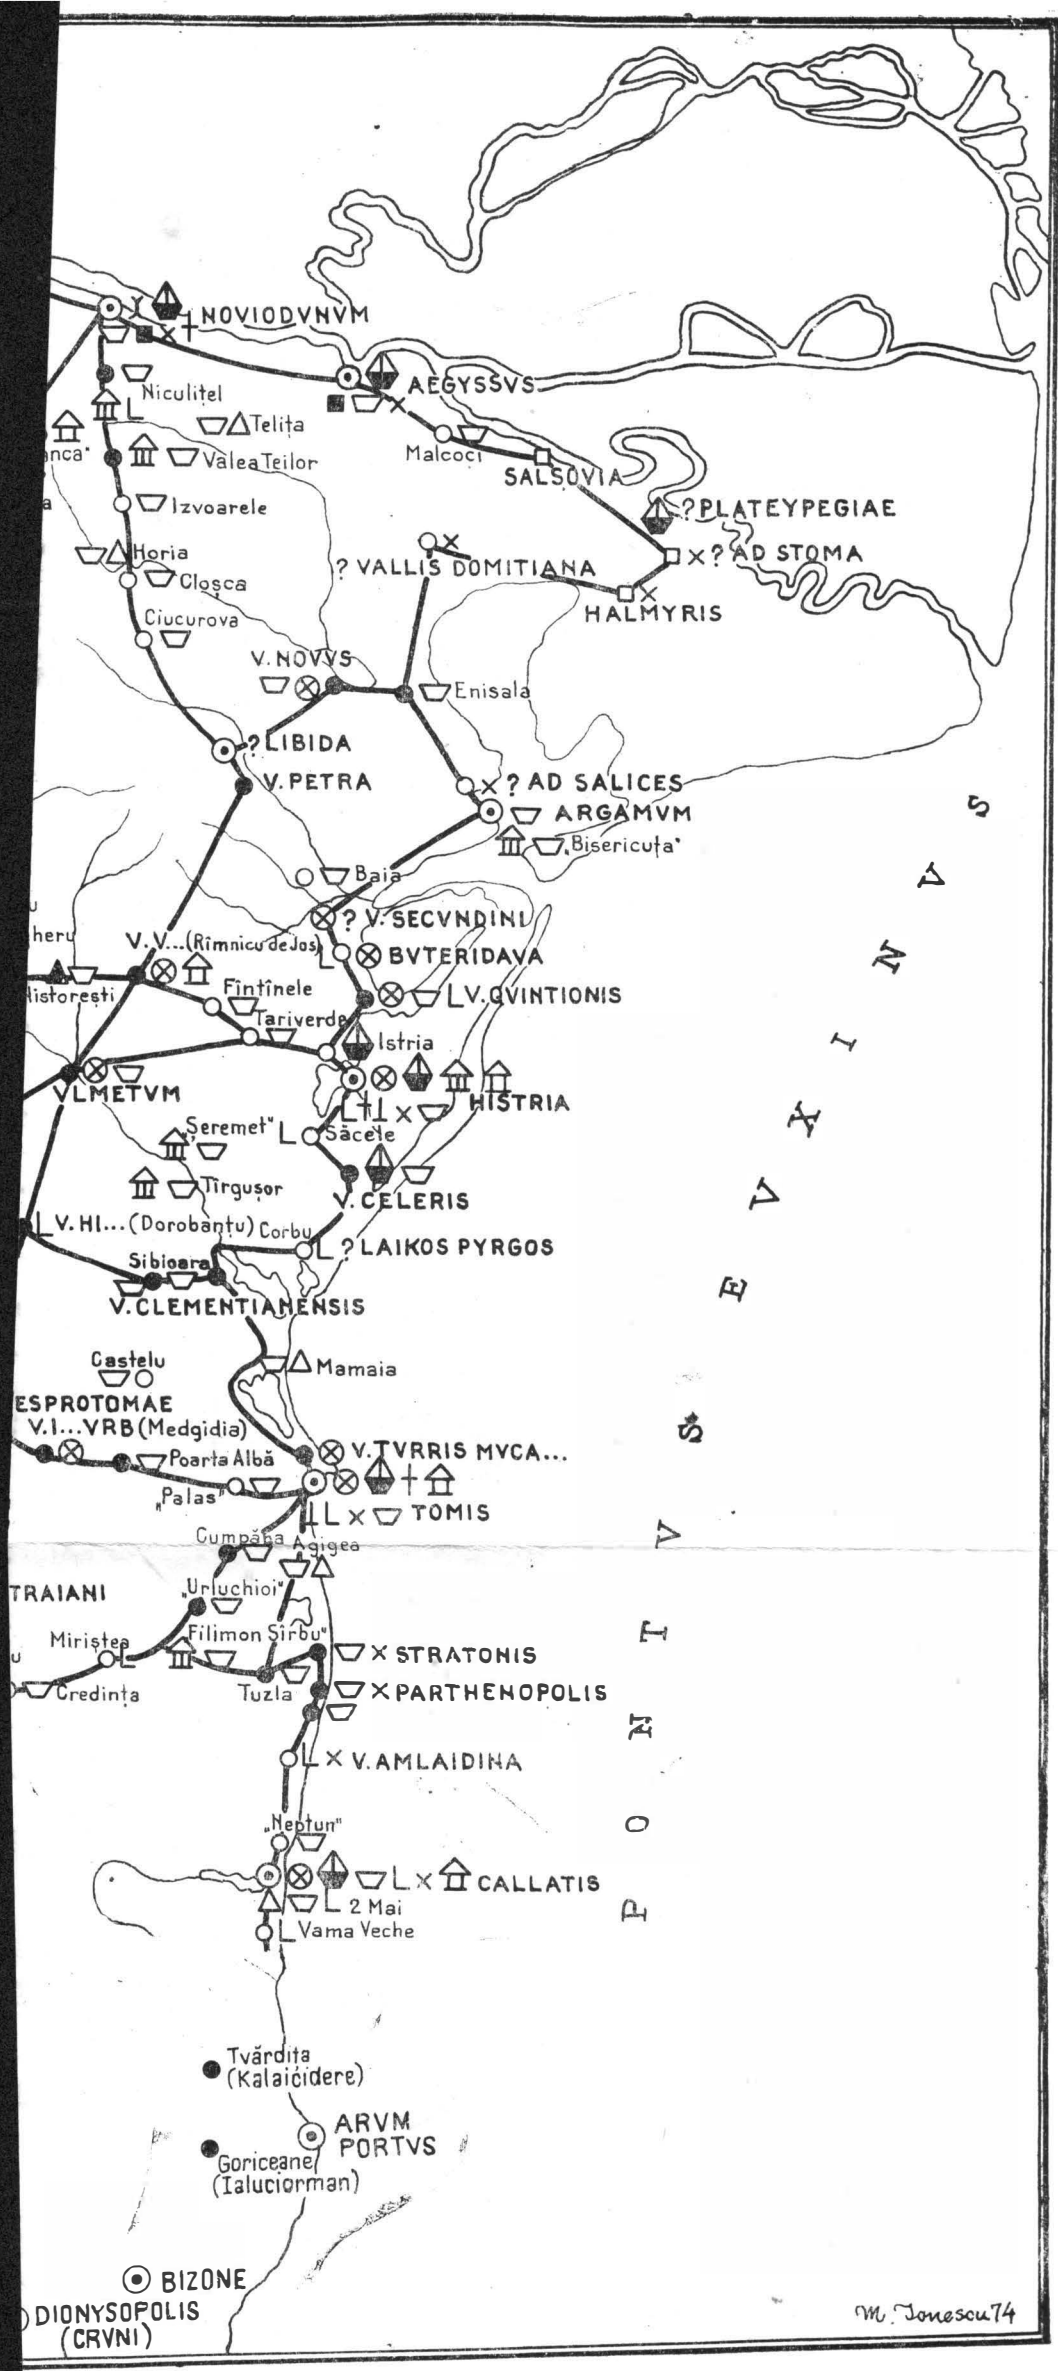 NOVIODVNVM
AEGYSSVS
Niculițel
Telița
Malcoci
anca"
Valea Teilor
SALSOVIA
a
Izvoarele
? PLATEYPEGIAE
Horia
? VALLIS DOMITIANA
? AD STOMA
Cloșca
HALMYRIS
Ciucurova
V. NOVVS
Enisala
? LIBIDA
V. PETRA
? AD SALICES
ARGAMVM
„Bisericuța"
Baia
u
? V. SECVNDINI
heru
V. V... (Rîmnicu de Jos)
BVTERIDAVA
Historești
Fîntînele
L V. QVINTIONIS
Tariverde
Istria
VLMETVM
HISTRIA
„Șeremet" L
Săcele
Tîrgușor
V. CELERIS
L V. HI... (Dorobanțu)
Corbu
L ? LAIKOS PYRGOS
Sibioara
V. CLEMENTIANENSIS
Mamaia
Castelu
ESPROTOMAE
V. I... VRB (Medgidia)
V. TVRRIS MVCA...
Poarta Albă
„Palas"
TOMIS
Cumpăna
Agigea
TRAIANI
„Urluchioi"
Filimon Sîrbu"
Miriștea
STRATONIS
u
Credința
Tuzla
PARTHENOPOLIS
L X V. AMLAIDINA
„Neptun"
CALLATIS
L 2 Mai
L Vama Veche
PONTVS EVXINVS
Tvărdița
(Kalaicidere)
ARVM
PORTVS
Goriceane
(Ialuciorman)
BIZONE
DIONYSOPOLIS
(CRVNI)
M. Ionescu 74